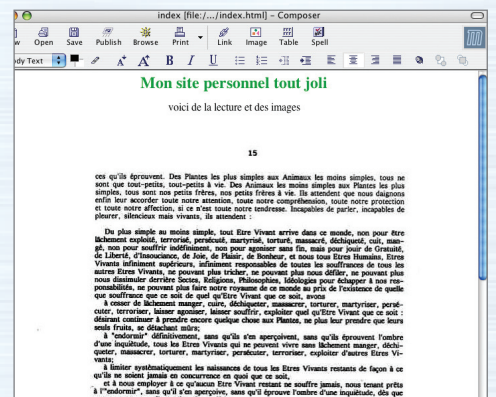 index [file:/.../index.html] – Composer
w Open Save Publish Browse Print Link Image Table Spell
ody Text B I U
Mon site personnel tout joli
voici de la lecture et des images
15
ces qu'ils éprouvent. Des Plantes les plus simples aux Animaux les moins simples, tous ne
sont que tout-petits, tout-petits à vie. Des Animaux les moins simples aux Plantes les plus
simples, tous sont nos petits frères, nos petits frères à vie. Ils attendent que nous daignons
enfin leur accorder toute notre attention, toute notre compréhension, toute notre protection
et toute notre affection, si ce n'est toute notre tendresse. Incapables de parler, incapables de
pleurer, silencieux mais vivants, ils attendent :
Du plus simple au moins simple, tout Etre Vivant arrive dans ce monde, non pour être
lâchement exploité, terrorisé, persécuté, martyrisé, torturé, massacré, déchiqueté, cuit, man-
gé, non pour souffrir indéfiniment, non pour agoniser sans fin, mais pour jouir de Gratuité,
de Liberté, d'Insouciance, de Joie, de Plaisir, de Bonheur, et nous tous Etres Humains, Etres
Vivants infiniment supérieurs, infiniment responsables de toutes les souffrances de tous les
autres Etres Vivants, ne pouvant plus tricher, ne pouvant plus nous défiler, ne pouvant plus
nous dissimuler derrière Sectes, Religions, Philosophies, Idéologies pour échapper à nos res-
ponsabilités, ne pouvant plus faire notre royaume de ce monde au prix de l'existence de quelle
que souffrance que ce soit de quel qu'Etre Vivant que ce soit, avons
à cesser de lâchement manger, cuire, déchiqueter, massacrer, torturer, martyriser, persé-
cuter, terroriser, laisser agoniser, laisser souffrir, exploiter quel qu'Etre Vivant que ce soit :
désirant continuer à prendre encore quelque chose aux Plantes, ne plus leur prendre que leurs
seuls fruits, se détachant mûrs;
à "endormir" définitivement, sans qu'ils s'en aperçoivent, sans qu'ils éprouvent l'ombre
d'une inquiétude, tous les Etres Vivants qui ne peuvent vivre sans lâchement manger, déchi-
queter, massacrer, torturer, martyriser, persécuter, terroriser, exploiter d'autres Etres Vi-
vants;
à limiter systématiquement les naissances de tous les Etres Vivants restants de façon à ce
qu'ils ne soient jamais en concurrence en quoi que ce soit,
et à nous employer à ce qu'aucun Etre Vivant restant ne souffre jamais, nous tenant prêts
à l'"endormir", sans qu'il s'en aperçoive, sans qu'il éprouve l'ombre d'une inquiétude, dès que